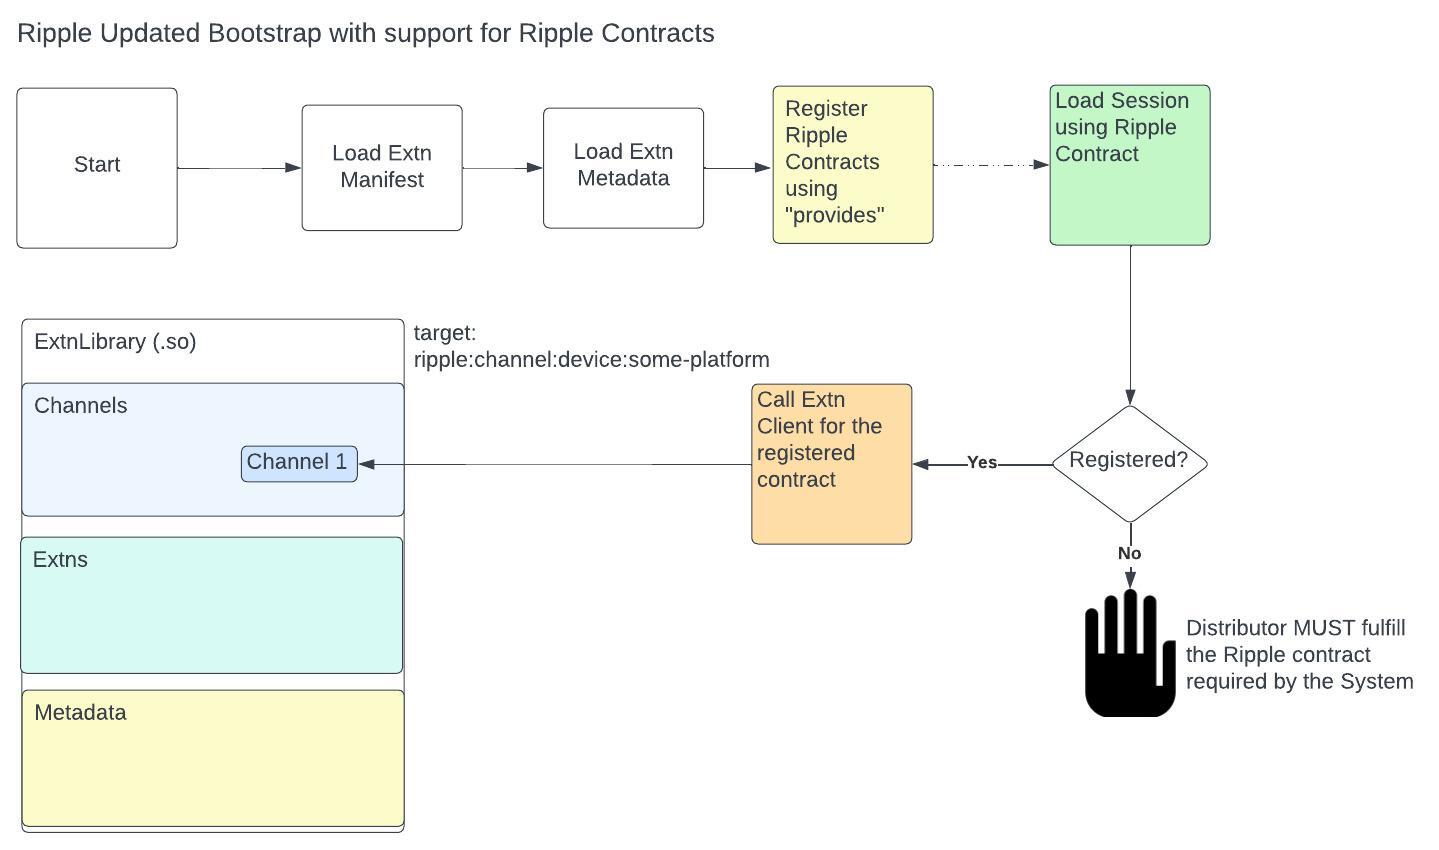 Ripple Updated Bootstrap with support for Ripple Contracts
Start
Load Extn
Manifest
Load Extn
Metadata
Register
Ripple
Contracts
using
"provides"
Load Session
using Ripple
Contract
ExtnLibrary (.so)
target:
ripple:channel:device:some-platform
Channels
Channel 1
Call Extn
Client for the
registered
contract
Yes
Registered?
No
Extns
Distributor MUST fulfill
the Ripple contract
required by the System
Metadata